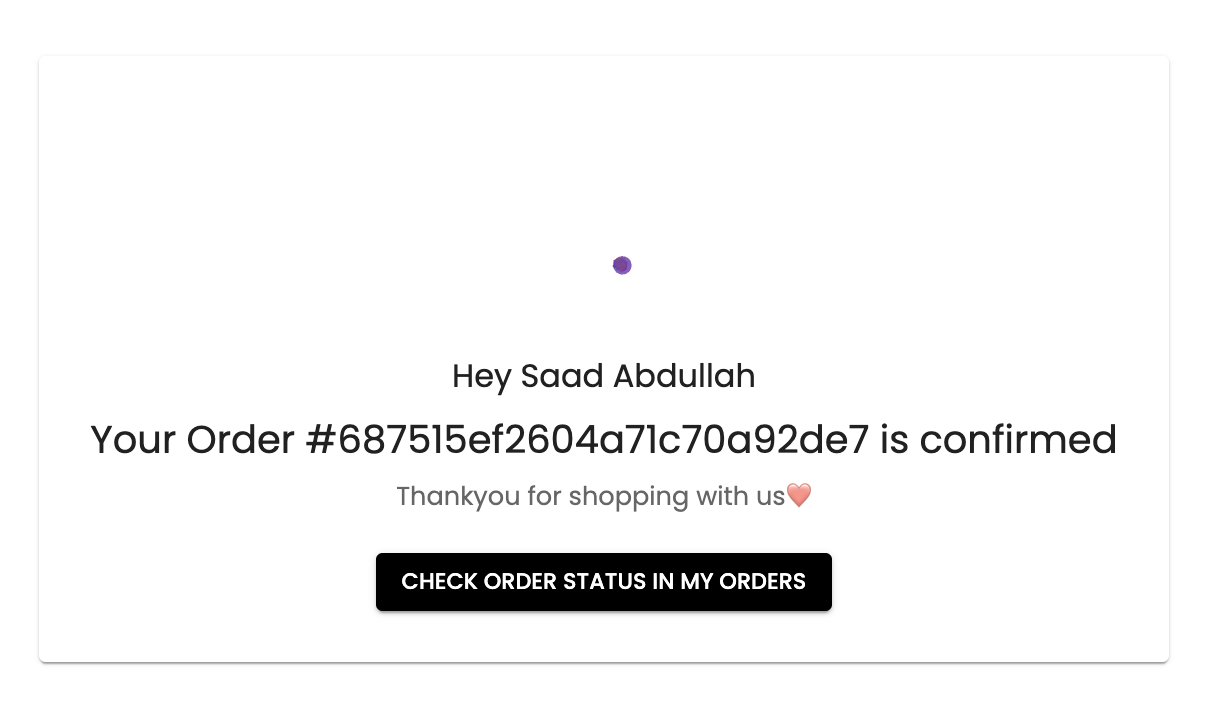 Hey Saad Abdullah
Your Order #687515ef2604a71c70a92de7 is confirmed
Thankyou for shopping with us❤️
CHECK ORDER STATUS IN MY ORDERS